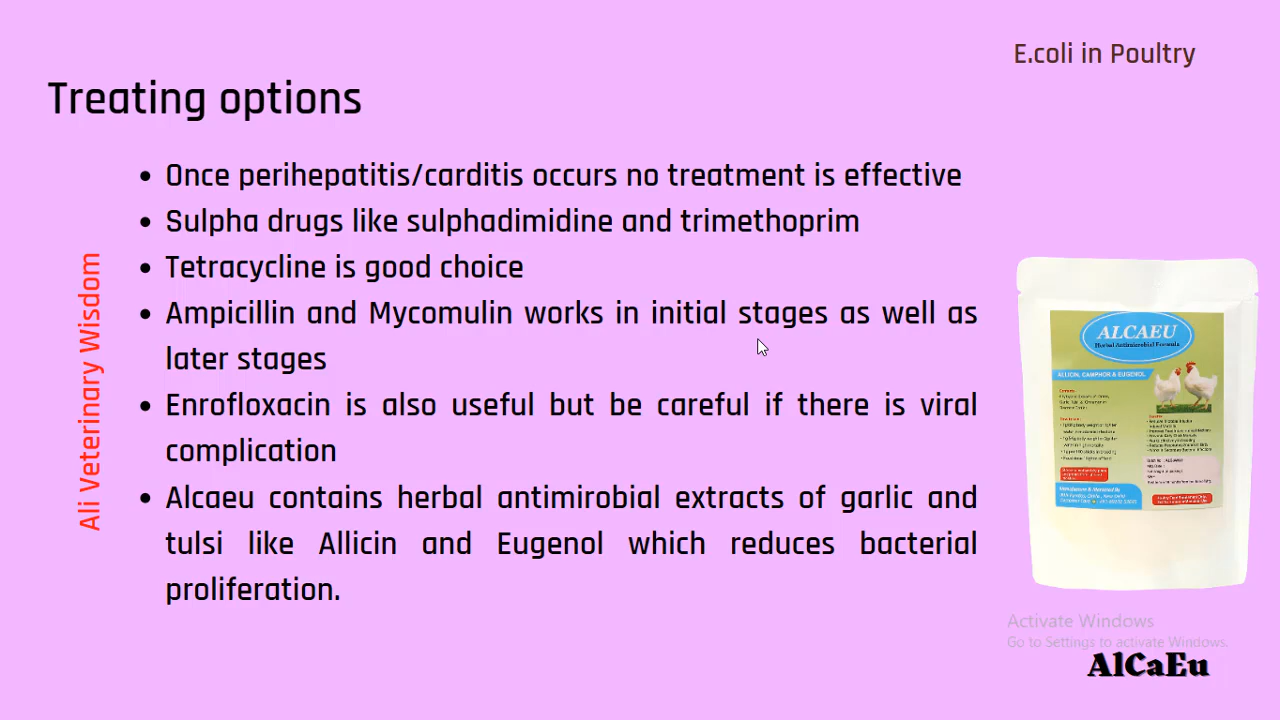 E.coli in Poultry
Treating options
Once perihepatitis/carditis occurs no treatment is effective
Sulpha drugs like sulphadimidine and trimethoprim
Tetracycline is good choice
Ampicillin and Mycomulin works in initial stages as well as
later stages
Enrofloxacin is also useful but be careful if there is viral
complication
Alcaeu contains herbal antimirobial extracts of garlic and
tulsi like Allicin and Eugenol which reduces bacterial
proliferation.
Ali Veterinary Wisdom
ALCAEU
Herbal Antimicrobial Formula
ALLICIN, CAMPHOR & EUGENOL
Activate Windows
Go to Settings to activate Windows.
AlCaEu